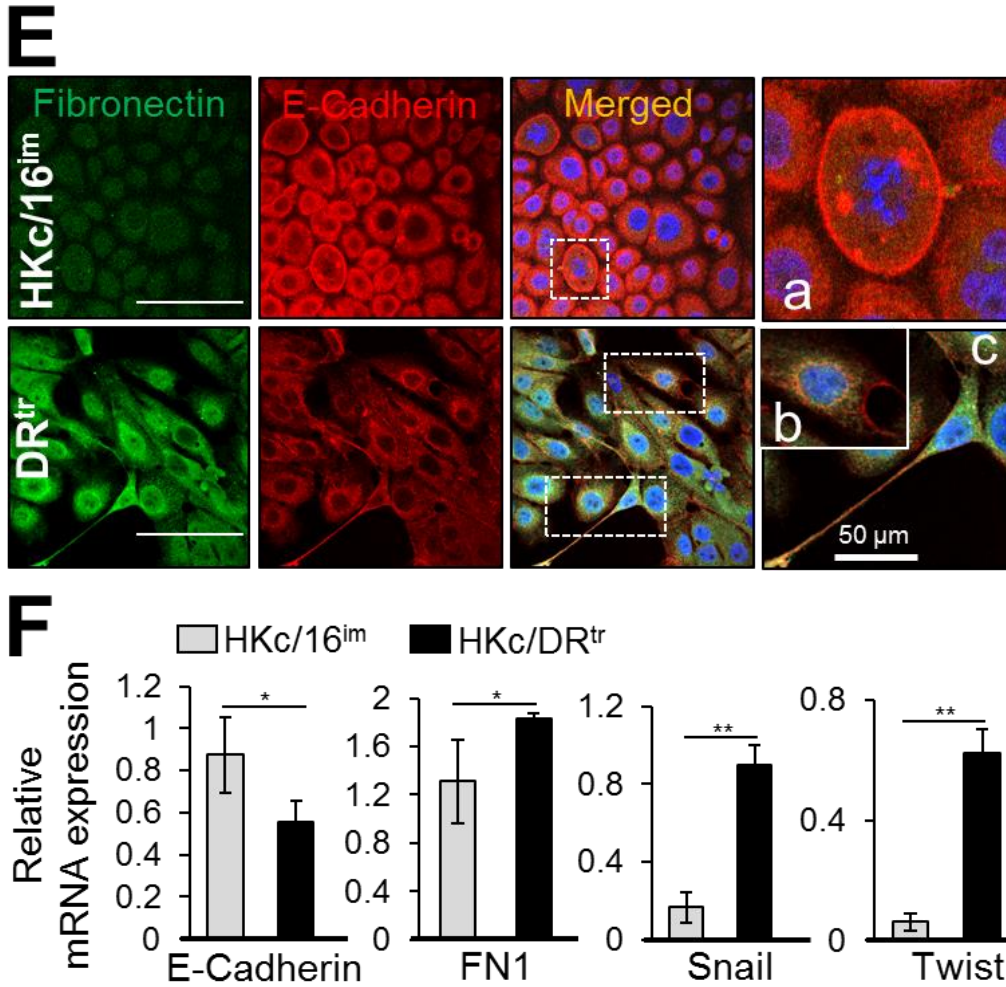 E
Fibronectin E-Cadherin Merged
HKc/16im
a
DRtr
b
c
50 µm
F
HKc/16im HKc/DRtr
Relative
mRNA expression
1.2
1
0.8
0.6
0.4
0.2
0
*
E-Cadherin
2
1.6
1.2
0.8
0.4
0
*
FN1
1.2
0.8
0.4
0
**
Snail
0.8
0.4
0
**
Twist